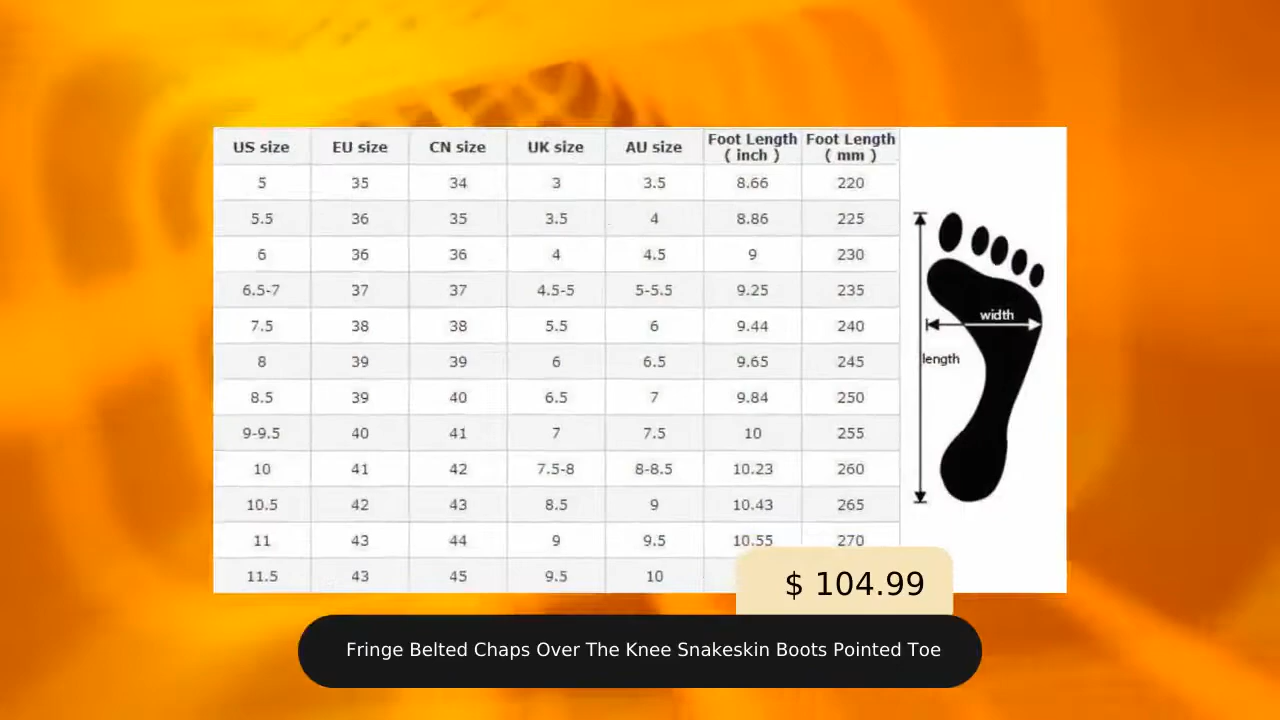 US size EU size CN size UK size AU size Foot Length ( inch ) Foot Length ( mm )
5 35 34 3 3.5 8.66 220
5.5 36 35 3.5 4 8.86 225
6 36 36 4 4.5 9 230
6.5-7 37 37 4.5-5 5-5.5 9.25 235
7.5 38 38 5.5 6 9.44 240
8 39 39 6 6.5 9.65 245
8.5 39 40 6.5 7 9.84 250
9-9.5 40 41 7 7.5 10 255
10 41 42 7.5-8 8-8.5 10.23 260
10.5 42 43 8.5 9 10.43 265
11 43 44 9 9.5 10.55 270
11.5 43 45 9.5 10
width
length
$ 104.99
Fringe Belted Chaps Over The Knee Snakeskin Boots Pointed Toe